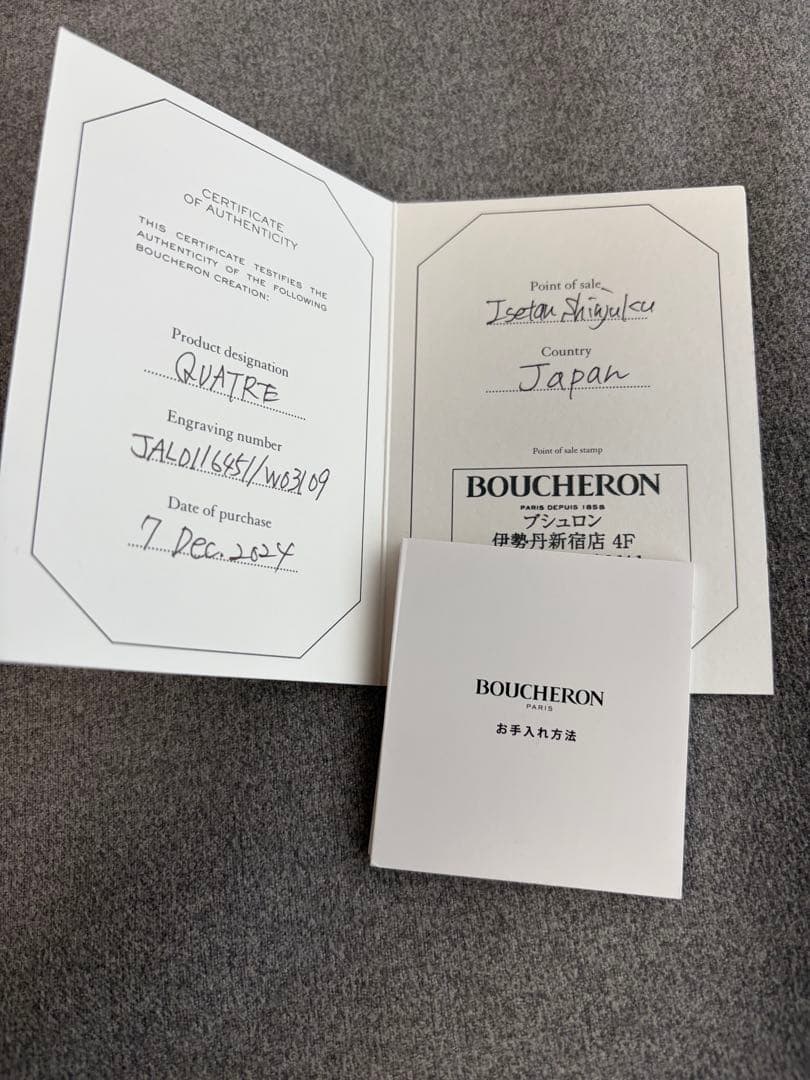 CERTIFICATE
OF AUTHENTICITY
THIS CERTIFICATE TESTIFIES THE
AUTHENTICITY OF THE FOLLOWING
BOUCHERON CREATION:
Product designation
QUATRE
Engraving number
JAL0116451/W03109
Date of purchase
7 Dec. 2024
Point of sale
Isetan Shinjuku
Country
Japan
Point of sale stamp
BOUCHERON
PARIS DEPUIS 1858
ブシュロン
伊勢丹新宿店 4F
BOUCHERON
PARIS
お手入れ方法